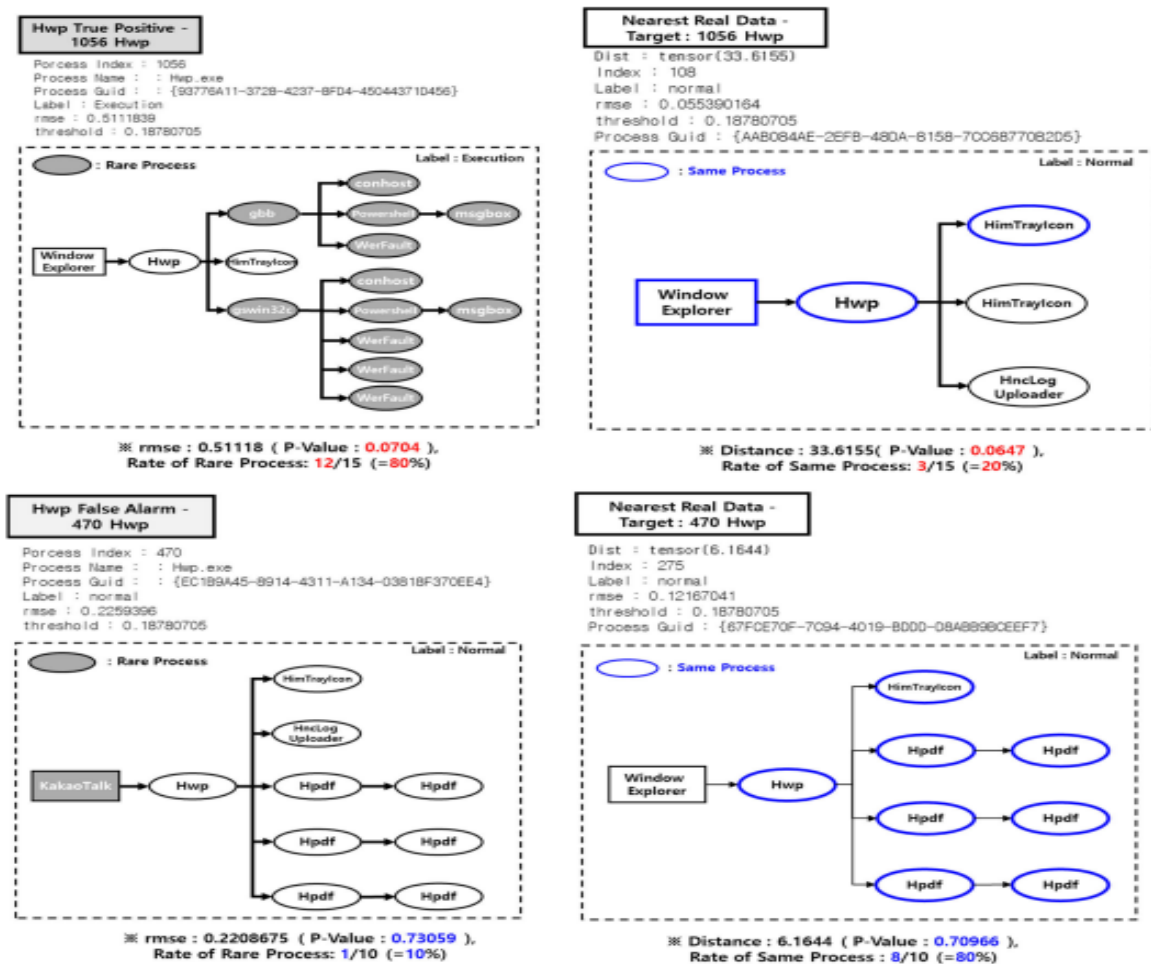 Hwp True Positive -
1056 Hwp
Porcess Index : 1056
Process Name : : Hwp.exe
Process Guid : : {93776A11-3728-4237-8FD4-45044371D456}
Label : Execution
rmse : 0.5111839
threshold : 0.18780705
: Rare Process
Label : Execution
conhost
gbb
Powershell
msgbox
WerFault
Window
Explorer
Hwp
HimTrayIcon
conhost
gswin32c
Powershell
msgbox
WerFault
WerFault
WerFault
※ rmse : 0.51118 ( P-Value : 0.0704 ),
Rate of Rare Process: 12/15 (=80%)
Nearest Real Data -
Target : 1056 Hwp
Dist : tensor(33.6155)
Index : 108
Label : normal
rmse : 0.055390164
threshold : 0.18780705
Process Guid : {AAB084AE-2EFB-48DA-8158-7CC6877082D5}
: Same Process
Label : Normal
HimTrayIcon
Window
Explorer
Hwp
HimTrayIcon
HncLog
Uploader
※ Distance : 33.6155( P-Value : 0.0647 ),
Rate of Same Process: 3/15 (=20%)
Hwp False Alarm -
470 Hwp
Porcess Index : 470
Process Name : : Hwp.exe
Process Guid : : {EC1B9A45-8914-4311-A134-03818F370EE4}
Label : normal
rmse : 0.2259396
threshold : 0.18780705
: Rare Process
Label : Normal
HimTrayIcon
HncLog
Uploader
KakaoTalk
Hwp
Hpdf
Hpdf
Hpdf
Hpdf
Hpdf
Hpdf
※ rmse : 0.2208675 ( P-Value : 0.73059 ),
Rate of Rare Process: 1/10 (=10%)
Nearest Real Data -
Target : 470 Hwp
Dist : tensor(6.1644)
Index : 275
Label : normal
rmse : 0.12167041
threshold : 0.18780705
Process Guid : {67FCE70F-7C94-4019-BDDD-D8ABB9BCEEF7}
: Same Process
Label : Normal
HimTrayIcon
Hpdf
Hpdf
Window
Explorer
Hwp
Hpdf
Hpdf
Hpdf
Hpdf
※ Distance : 6.1644 ( P-Value : 0.70966 ),
Rate of Same Process : 8/10 (=80%)